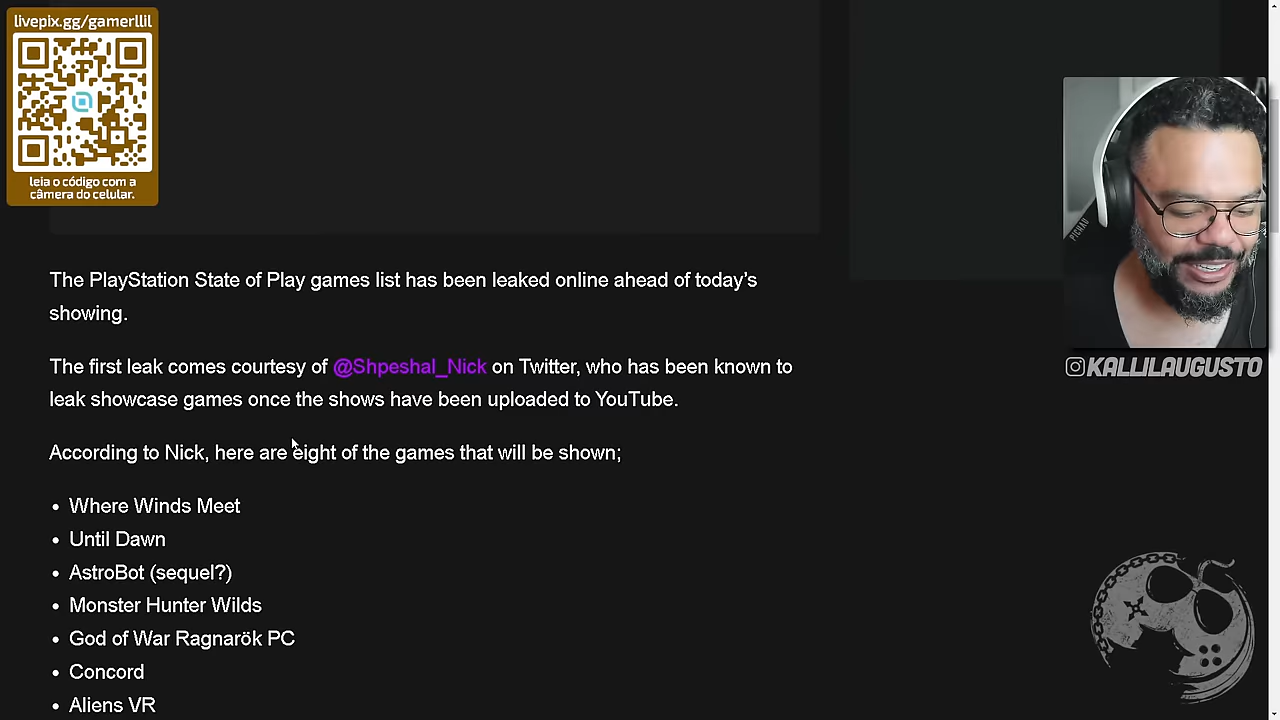 livepix.gg/gamerllil
leia o código com a
câmera do celular.
The PlayStation State of Play games list has been leaked online ahead of today’s
showing.
The first leak comes courtesy of @Shpeshal_Nick on Twitter, who has been known to
leak showcase games once the shows have been uploaded to YouTube.
According to Nick, here are eight of the games that will be shown;
• Where Winds Meet
• Until Dawn
• AstroBot (sequel?)
• Monster Hunter Wilds
• God of War Ragnarök PC
• Concord
• Aliens VR
PICHAU
KALLILAUGUSTO